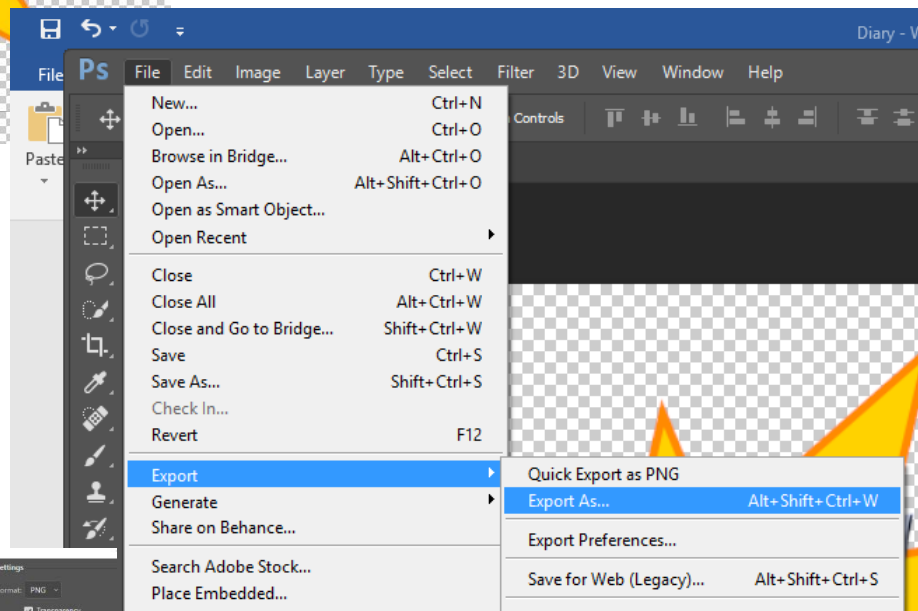 Diary - W
File
Ps File Edit Image Layer Type Select Filter 3D View Window Help
Paste
Controls
New... Ctrl+N
Open... Ctrl+O
Browse in Bridge... Alt+Ctrl+O
Open As... Alt+Shift+Ctrl+O
Open as Smart Object...
Open Recent
Close Ctrl+W
Close All Alt+Ctrl+W
Close and Go to Bridge... Shift+Ctrl+W
Save Ctrl+S
Save As... Shift+Ctrl+S
Check In...
Revert F12
Export
Generate
Share on Behance...
Search Adobe Stock...
Place Embedded...
Quick Export as PNG
Export As... Alt+Shift+Ctrl+W
Export Preferences...
Save for Web (Legacy)... Alt+Shift+Ctrl+S
ettings
ormat: PNG
Transparency